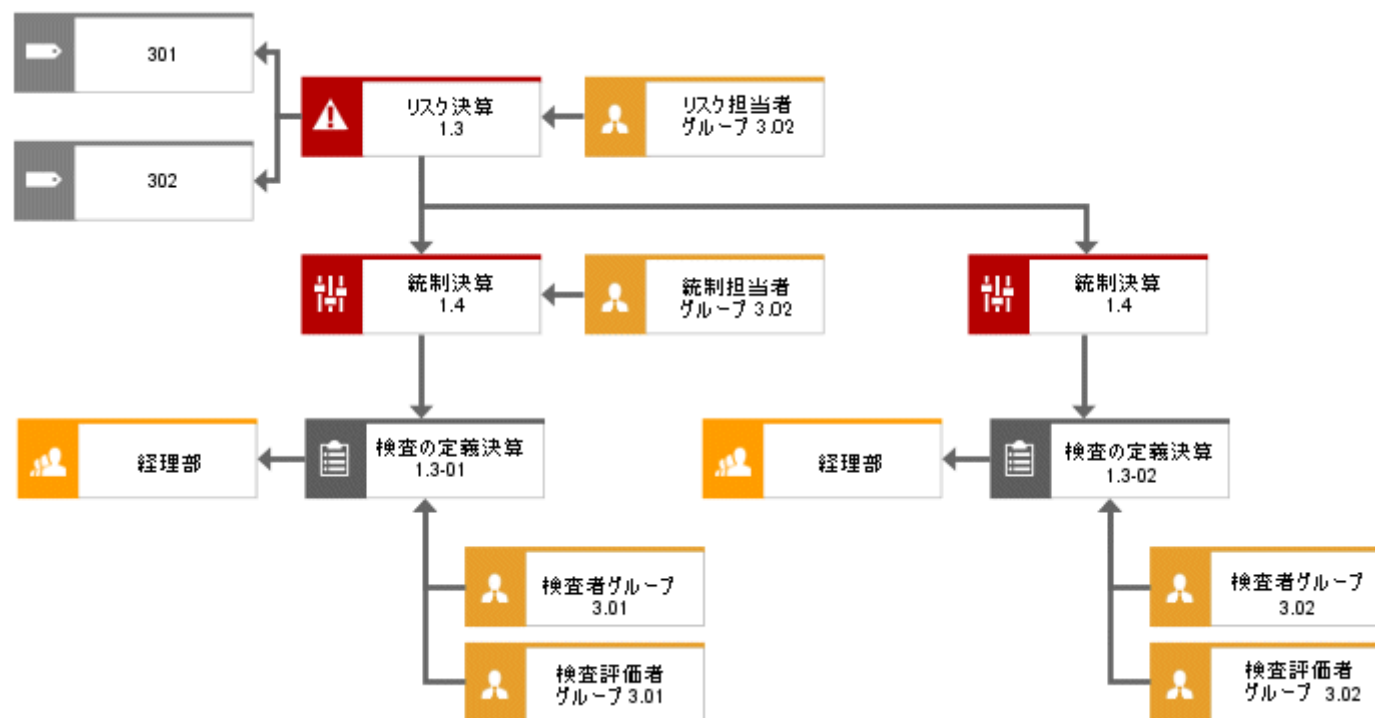 301
リスク決算
1.3
リスク担当者
グループ 3.02
302
統制決算
1.4
統制担当者
グループ 3.02
統制決算
1.4
経理部
検査の定義決算
1.3-01
経理部
検査の定義決算
1.3-02
検査者グループ
3.01
検査者グループ
3.02
検査評価者
グループ 3.01
検査評価者
グループ 3.02